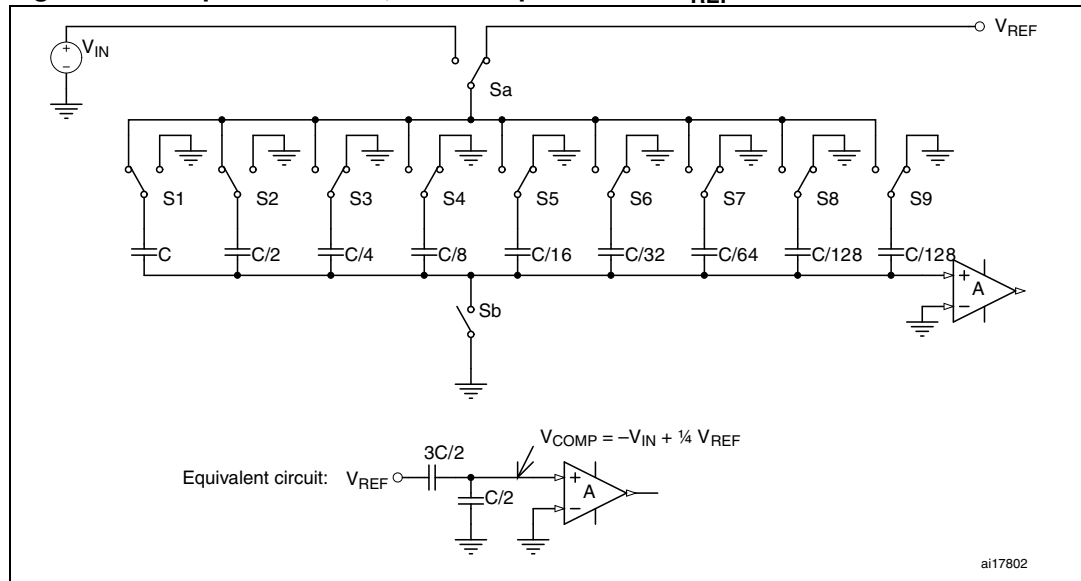 V_IN
V_REF
Sa
S1 S2 S3 S4 S5 S6 S7 S8 S9
C C/2 C/4 C/8 C/16 C/32 C/64 C/128 C/128
+
A
–
Sb
V_COMP = –V_IN + ¼ V_REF
3C/2
Equivalent circuit: V_REF
C/2
+
A
–
ai17802